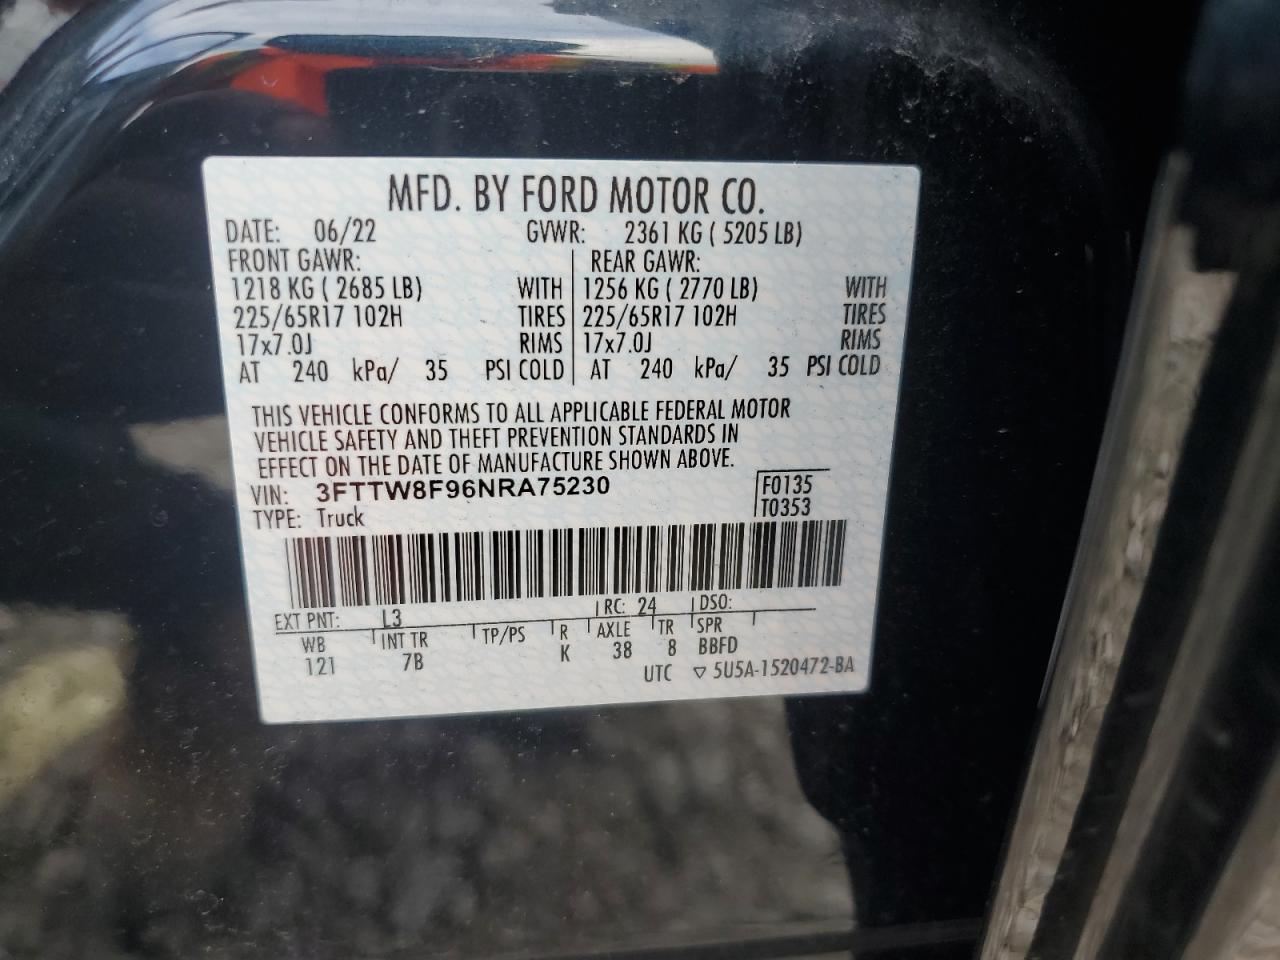 MFD. BY FORD MOTOR CO.
DATE: 06/22 GVWR: 2361 KG ( 5205 LB)
FRONT GAWR: REAR GAWR:
1218 KG ( 2685 LB) WITH 1256 KG ( 2770 LB) WITH
225/65R17 102H TIRES 225/65R17 102H TIRES
17x7.0J RIMS 17x7.0J RIMS
AT 240 kPa/ 35 PSI COLD AT 240 kPa/ 35 PSI COLD
THIS VEHICLE CONFORMS TO ALL APPLICABLE FEDERAL MOTOR
VEHICLE SAFETY AND THEFT PREVENTION STANDARDS IN
EFFECT ON THE DATE OF MANUFACTURE SHOWN ABOVE.
VIN: 3FTTW8F96NRA75230 F0135
TYPE: Truck T0353
EXT PNT: L3 RC: 24 DSO:
WB INT TR TP/PS R AXLE TR SPR
121 7B K 38 8 BBFD
UTC ▽ 5U5A-1520472-BA